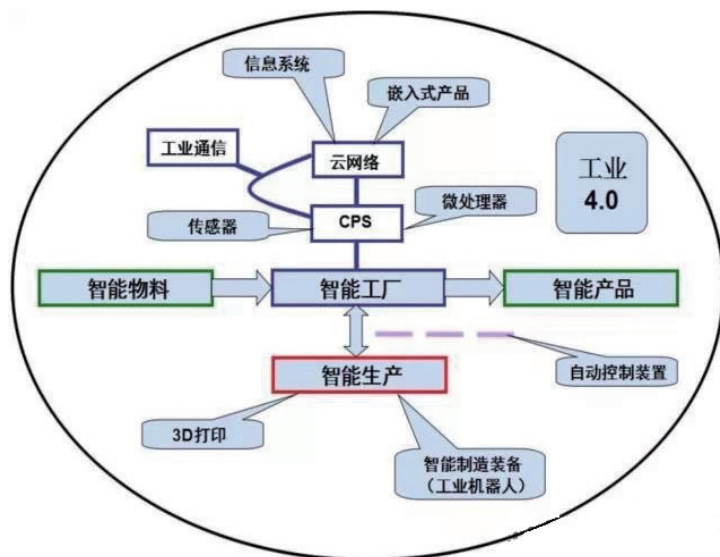 信息系统
嵌入式产品
工业通信
云网络
工业
4.0
微处理器
CPS
传感器
智能物料
智能工厂
智能产品
自动控制装置
智能生产
3D打印
智能制造装备
（工业机器人）